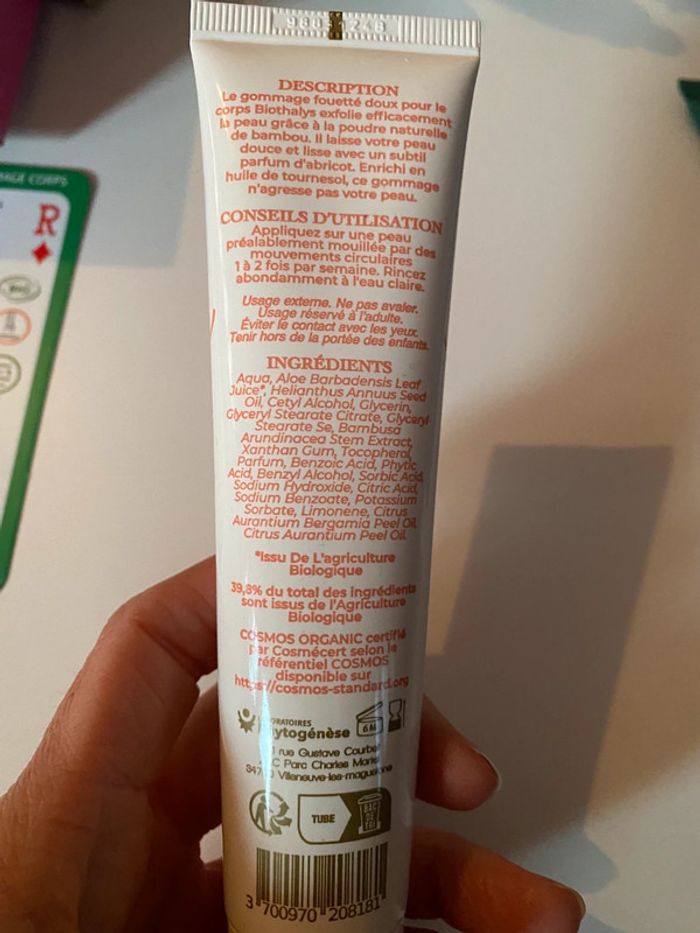 DESCRIPTION
Le gommage fouetté doux pour le
corps Biothalys exfolie efficacement
la peau grâce à la poudre naturelle
de bambou. Il laisse votre peau
douce et lisse avec un subtil
parfum d'abricot. Enrichi en
huile de tournesol, ce gommage
n'agresse pas votre peau.
CONSEILS D'UTILISATION
Appliquez sur une peau
préalablement mouillée par des
mouvements circulaires
1 à 2 fois par semaine. Rincez
abondamment à l'eau claire.
Usage externe. Ne pas avaler.
Usage réservé à l'adulte.
Éviter le contact avec les yeux.
Tenir hors de la portée des enfants.
INGRÉDIENTS
Aqua, Aloe Barbadensis Leaf
Juice*, Helianthus Annuus Seed
Oil, Cetyl Alcohol, Glycerin,
Glyceryl Stearate Citrate, Glyceryl
Stearate Se, Bambusa
Arundinacea Stem Extract,
Xanthan Gum, Tocopherol,
Parfum, Benzoic Acid, Phytic
Acid, Benzyl Alcohol, Sorbic Acid,
Sodium Hydroxide, Citric Acid,
Sodium Benzoate, Potassium
Sorbate, Limonene, Citrus
Aurantium Bergamia Peel Oil,
Citrus Aurantium Peel Oil.
*Issu De L'agriculture
Biologique
39,8% du total des ingrédients
sont issus de l'Agriculture
Biologique
COSMOS ORGANIC certifié
par Cosmécert selon le
référentiel COSMOS
disponible sur
https://cosmos-standard.org
LABORATOIRES
Phytogénèse
6M
rue Gustave Courbet
Parc Charles Martel
Villeneuve-les-maguelone
TUBE
BAC
DE
TRI
3 700970 208181
AGE CORPS
R
BIO